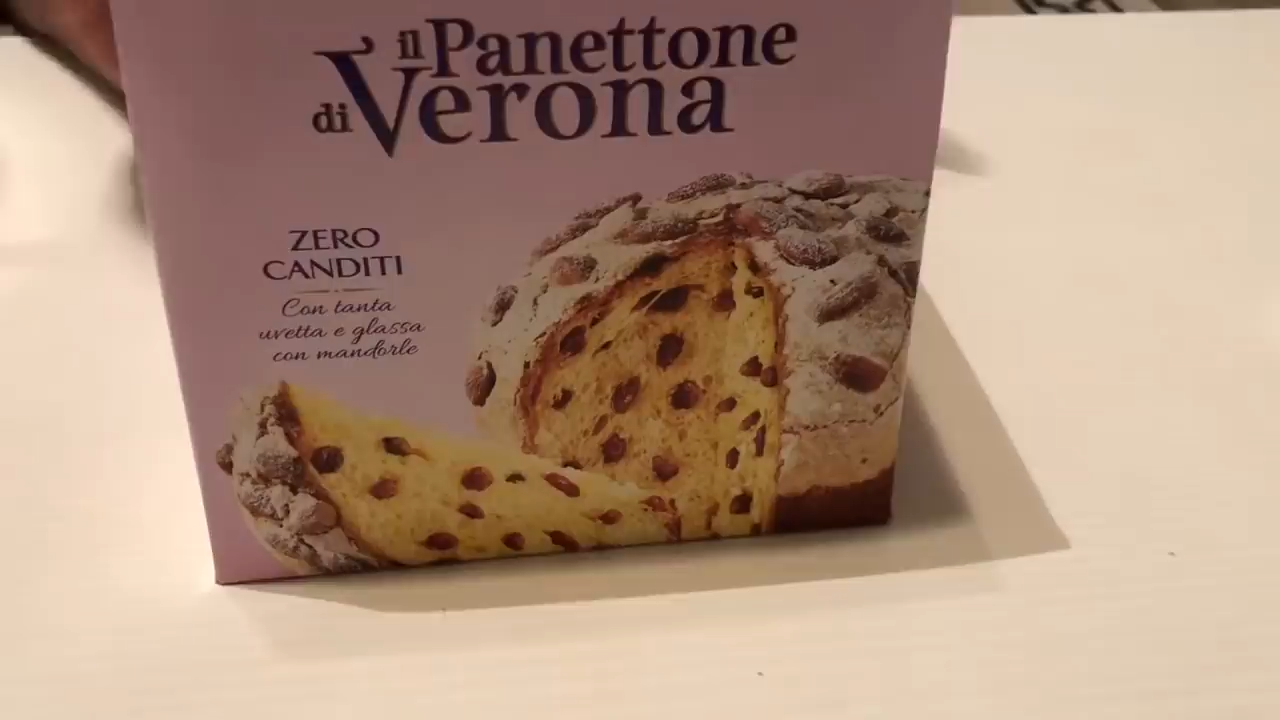 il Panettone
di Verona
ZERO
CANDITI
Con tanta
uvetta e glassa
con mandorle